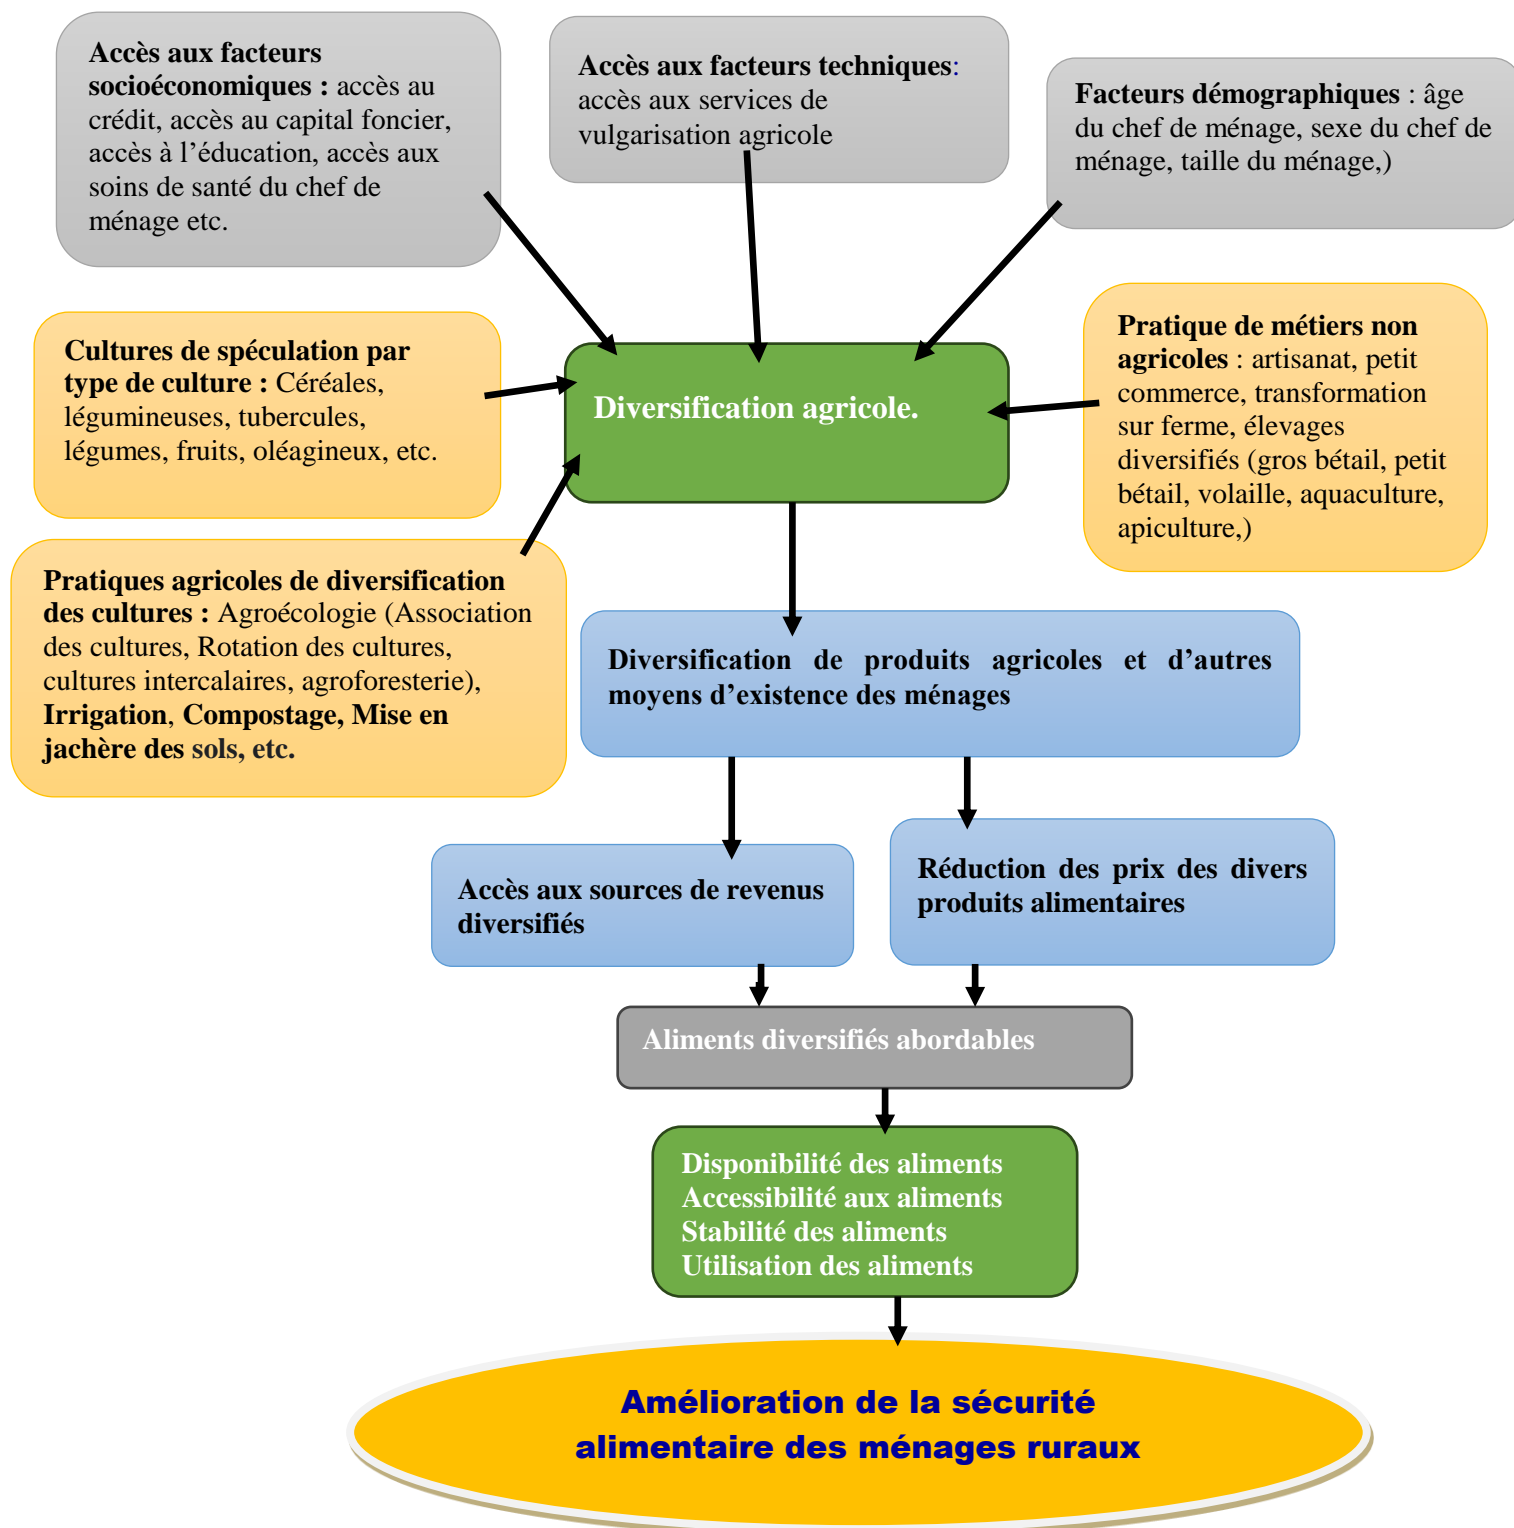 Accès aux facteurs
socioéconomiques : accès au
crédit, accès au capital foncier,
accès à l’éducation, accès aux
soins de santé du chef de
ménage etc.
Accès aux facteurs techniques:
accès aux services de
vulgarisation agricole
Facteurs démographiques : âge
du chef de ménage, sexe du chef de
ménage, taille du ménage,)
Cultures de spéculation par
type de culture : Céréales,
légumineuses, tubercules,
légumes, fruits, oléagineux, etc.
Diversification agricole.
Pratique de métiers non
agricoles : artisanat, petit
commerce, transformation
sur ferme, élevages
diversifiés (gros bétail, petit
bétail, volaille, aquaculture,
apiculture,)
Pratiques agricoles de diversification
des cultures : Agroécologie (Association
des cultures, Rotation des cultures,
cultures intercalaires, agroforesterie),
Irrigation, Compostage, Mise en
jachère des sols, etc.
Diversification de produits agricoles et d’autres
moyens d’existence des ménages
Accès aux sources de revenus
diversifiés
Réduction des prix des divers
produits alimentaires
Aliments diversifiés abordables
Disponibilité des aliments
Accessibilité aux aliments
Stabilité des aliments
Utilisation des aliments
Amélioration de la sécurité
alimentaire des ménages ruraux